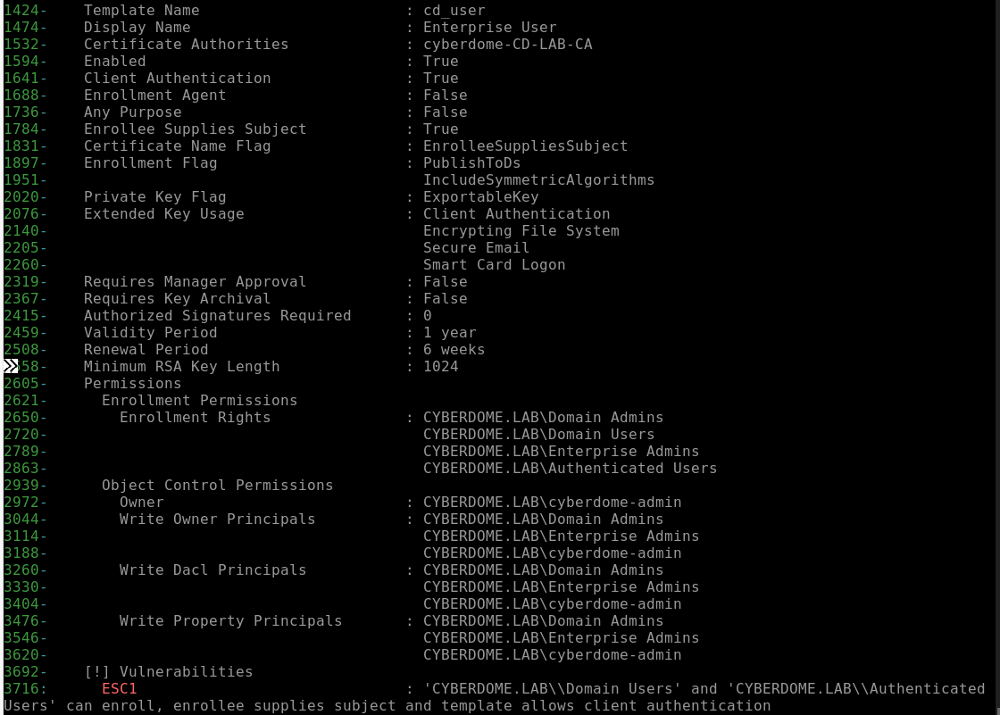 1424-    Template Name                       : cd_user
1474-    Display Name                        : Enterprise User
1532-    Certificate Authorities             : cyberdome-CD-LAB-CA
1594-    Enabled                             : True
1641-    Client Authentication               : True
1688-    Enrollment Agent                    : False
1736-    Any Purpose                         : False
1784-    Enrollee Supplies Subject           : True
1831-    Certificate Name Flag               : EnrolleeSuppliesSubject
1897-    Enrollment Flag                     : PublishToDs
1951-                                          IncludeSymmetricAlgorithms
2020-    Private Key Flag                    : ExportableKey
2076-    Extended Key Usage                  : Client Authentication
2140-                                          Encrypting File System
2205-                                          Secure Email
2260-                                          Smart Card Logon
2319-    Requires Manager Approval           : False
2367-    Requires Key Archival               : False
2415-    Authorized Signatures Required      : 0
2459-    Validity Period                     : 1 year
2508-    Renewal Period                      : 6 weeks
58-    Minimum RSA Key Length              : 1024
2605-    Permissions
2621-      Enrollment Permissions
2650-        Enrollment Rights               : CYBERDOME.LAB\Domain Admins
2720-                                          CYBERDOME.LAB\Domain Users
2789-                                          CYBERDOME.LAB\Enterprise Admins
2863-                                          CYBERDOME.LAB\Authenticated Users
2939-      Object Control Permissions
2972-        Owner                           : CYBERDOME.LAB\cyberdome-admin
3044-        Write Owner Principals          : CYBERDOME.LAB\Domain Admins
3114-                                          CYBERDOME.LAB\Enterprise Admins
3188-                                          CYBERDOME.LAB\cyberdome-admin
3260-        Write Dacl Principals           : CYBERDOME.LAB\Domain Admins
3330-                                          CYBERDOME.LAB\Enterprise Admins
3404-                                          CYBERDOME.LAB\cyberdome-admin
3476-        Write Property Principals       : CYBERDOME.LAB\Domain Admins
3546-                                          CYBERDOME.LAB\Enterprise Admins
3620-                                          CYBERDOME.LAB\cyberdome-admin
3692-    [!] Vulnerabilities
3716:      ESC1                              : 'CYBERDOME.LAB\\Domain Users' and 'CYBERDOME.LAB\\Authenticated
Users' can enroll, enrollee supplies subject and template allows client authentication